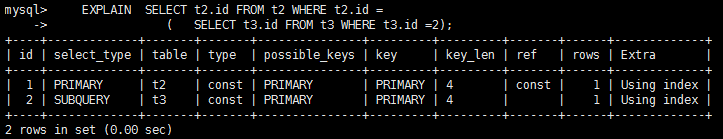 mysql>     EXPLAIN  SELECT t2.id FROM t2 WHERE t2.id =
    ->               (   SELECT t3.id FROM t3 WHERE t3.id =2);
+----+-------------+-------+-------+---------------+---------+---------+-------+------+-------------+
| id | select_type | table | type  | possible_keys | key     | key_len | ref   | rows | Extra       |
+----+-------------+-------+-------+---------------+---------+---------+-------+------+-------------+
|  1 | PRIMARY     | t2    | const | PRIMARY       | PRIMARY | 4       | const |    1 | Using index |
|  2 | SUBQUERY    | t3    | const | PRIMARY       | PRIMARY | 4       |       |    1 | Using index |
+----+-------------+-------+-------+---------------+---------+---------+-------+------+-------------+
2 rows in set (0.00 sec)